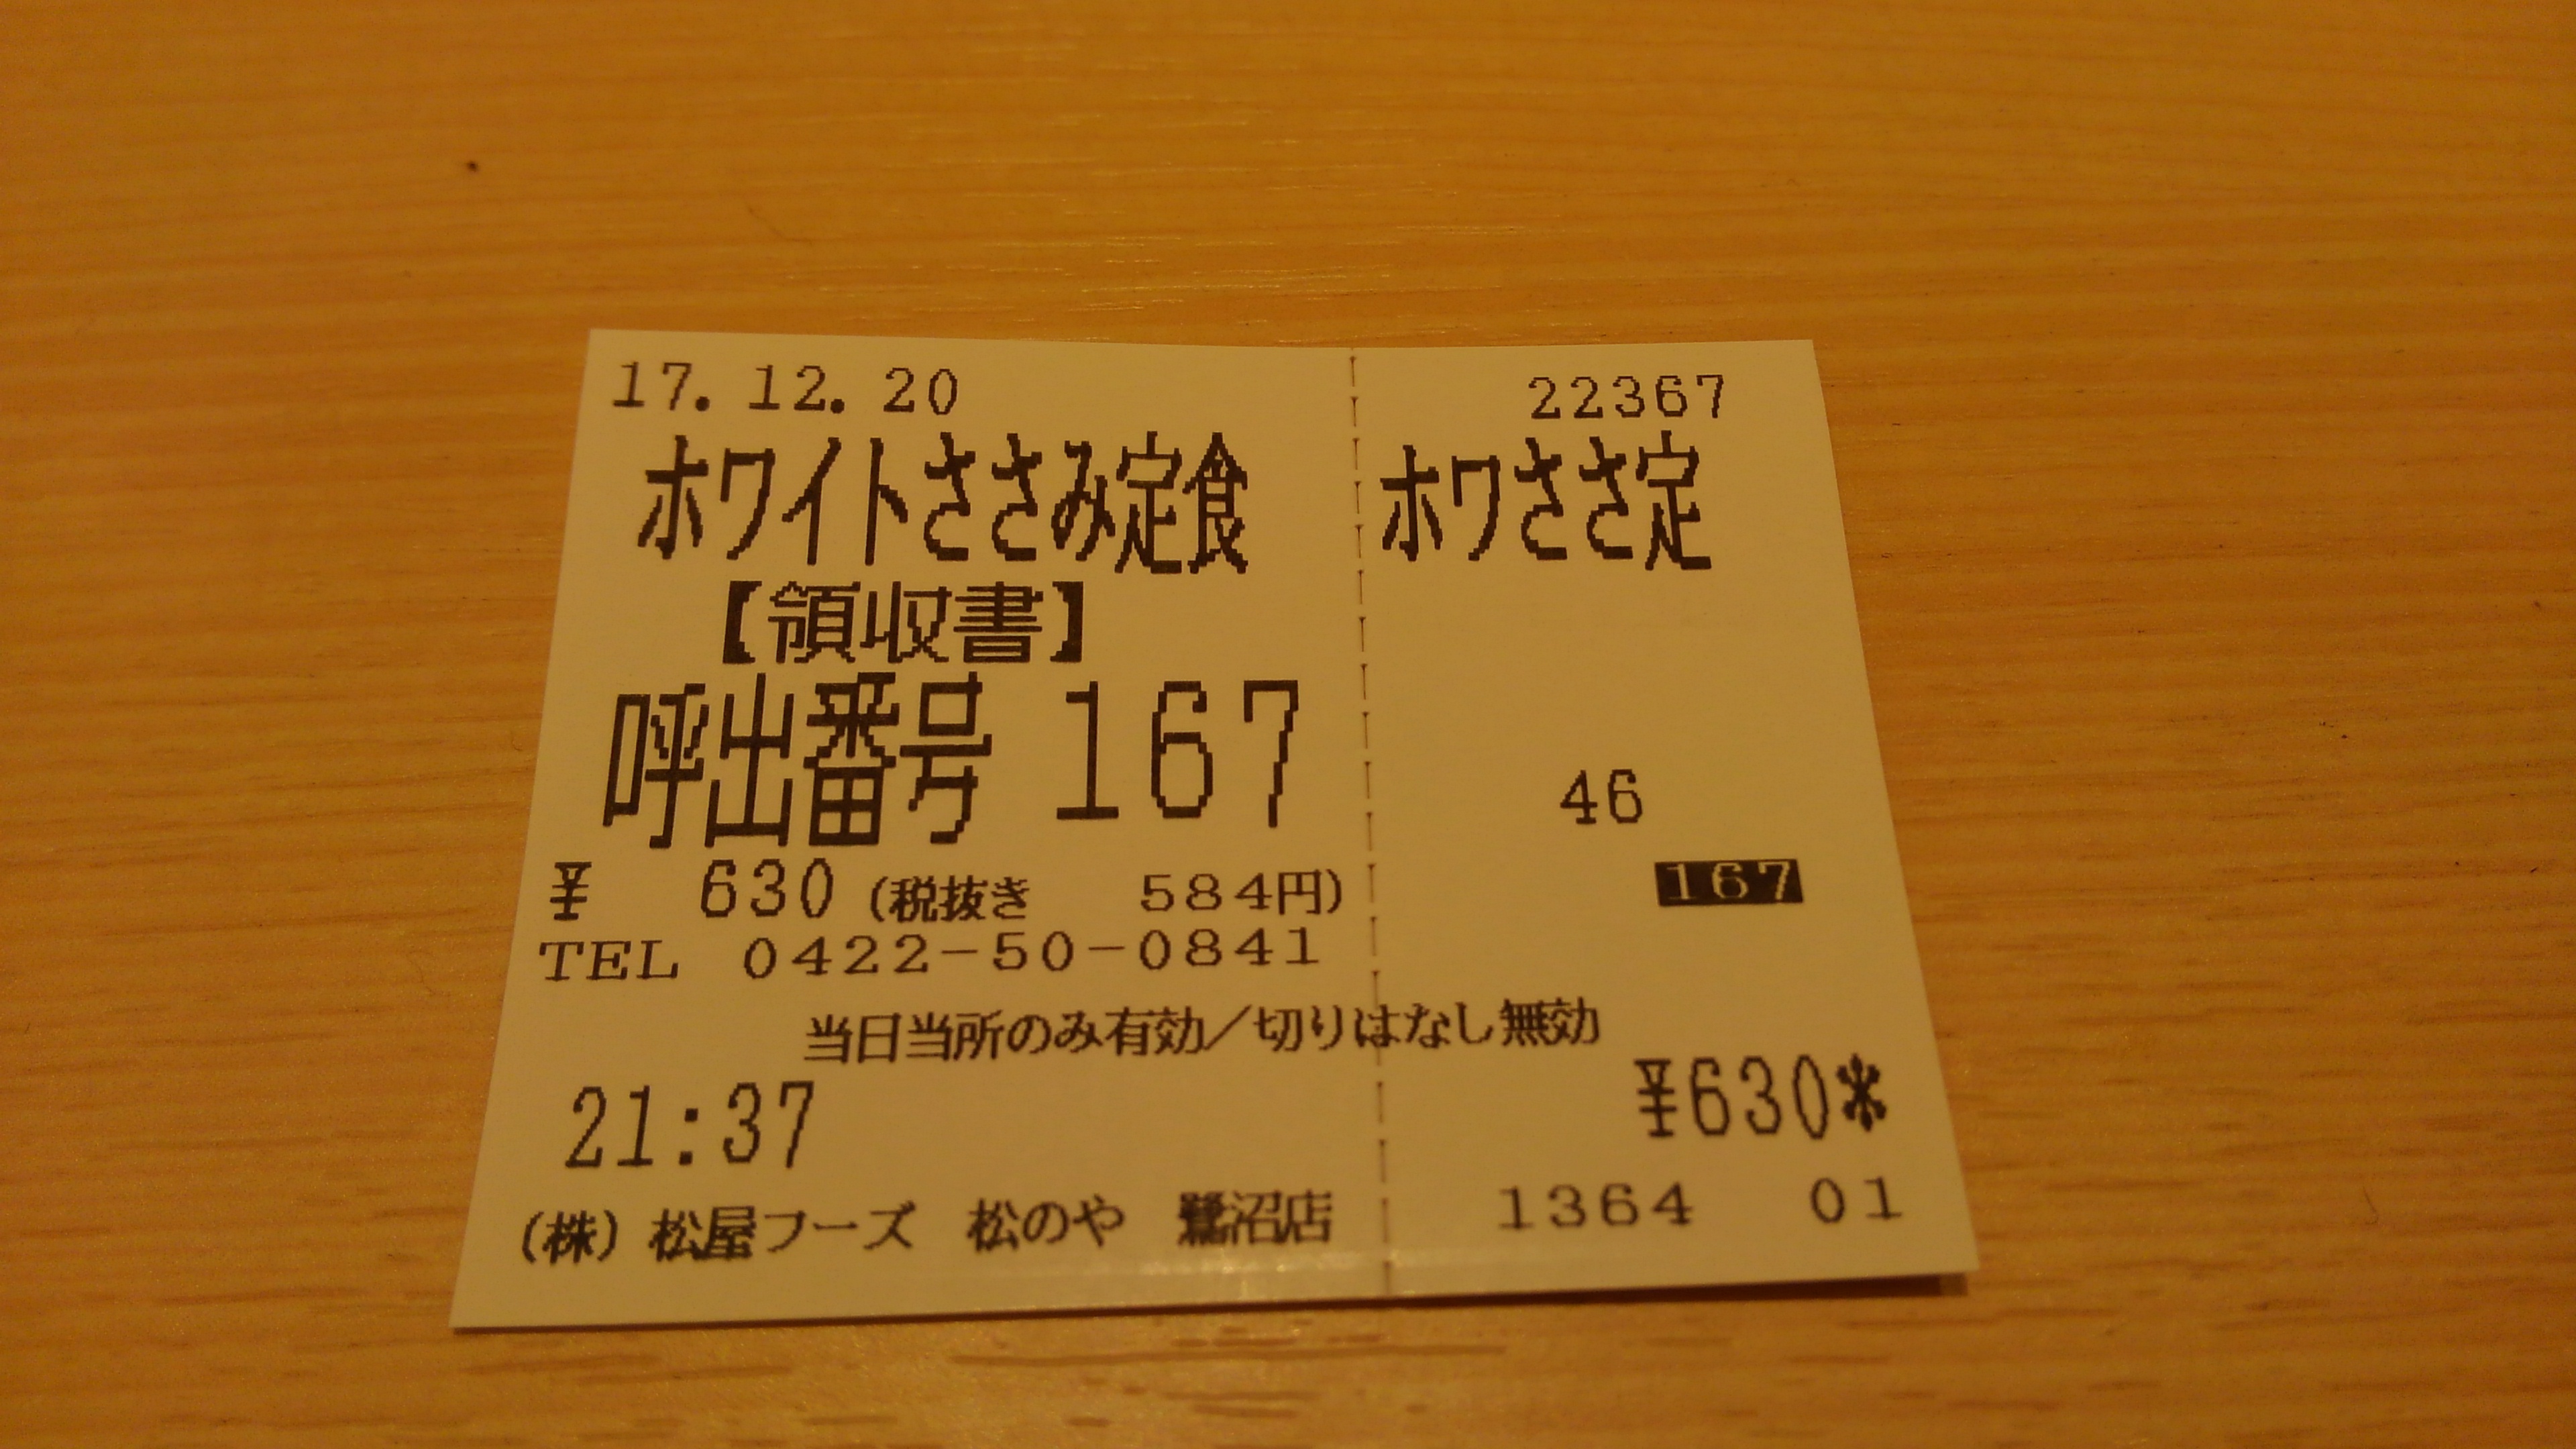 17.12.20
22367
ホワイトささみ定食
ホワささ定
【領収書】
呼出番号 167
46
167
¥ 630 (税抜き 584円)
TEL 0422-50-0841
当日当所のみ有効/切りはなし無効
21:37
¥630*
(株)松屋フーズ 松のや 鷺沼店
1364 01